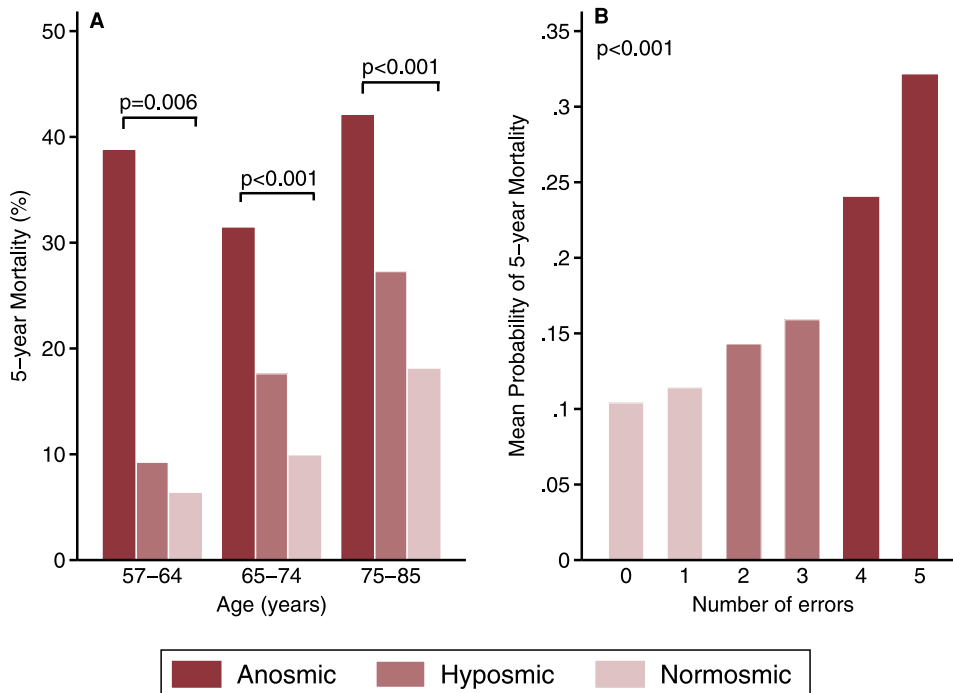 A
50
40
30
20
10
0
5-year Mortality (%)
p=0.006
p<0.001
p<0.001
57-64 65-74 75-85
Age (years)
B
.35
.3
.25
.2
.15
.1
.05
0
Mean Probability of 5-year Mortality
p<0.001
0 1 2 3 4 5
Number of errors
Anosmic Hyposmic Normosmic